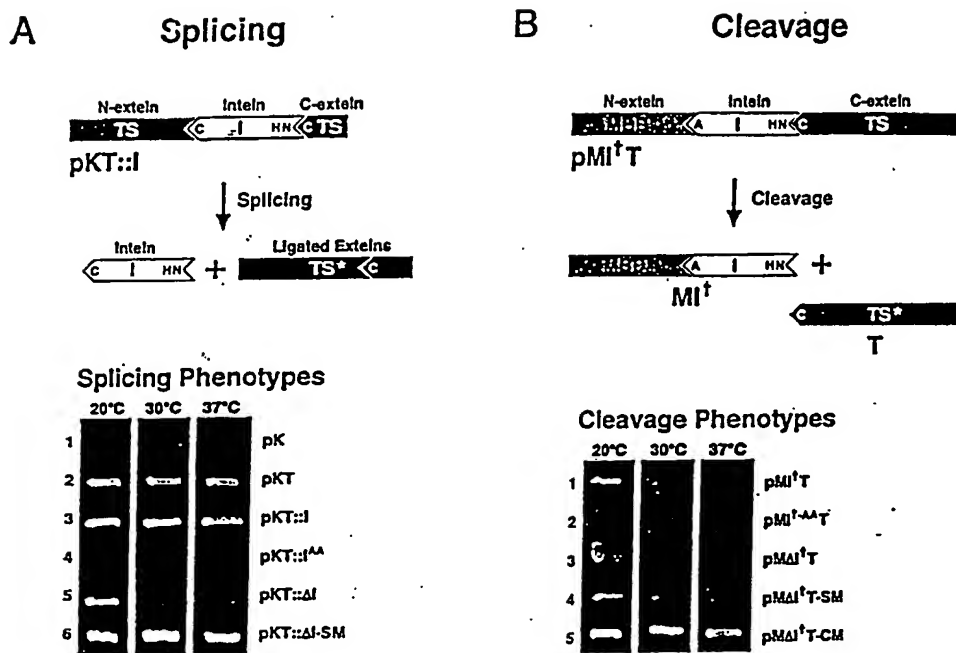 A Splicing
N-extein Intein C-extein
TS C I HN C TS
pKT::I
Splicing
Intein Ligated Exteins
C I HN + TS* C
Splicing Phenotypes
20°C 30°C 37°C
1 pK
2 pKT
3 pKT::I
4 pKT::I^AA
5 pKT::ΔI
6 pKT::ΔI-SM
B Cleavage
N-extein Intein C-extein
A I HN C TS
pMI†T
Cleavage
A I HN +
MI†
C TS*
T
Cleavage Phenotypes
20°C 30°C 37°C
1 pMI†T
2 pMI†-AAT
3 pMΔI†T
4 pMΔI†T-SM
5 pMΔI†T-CM